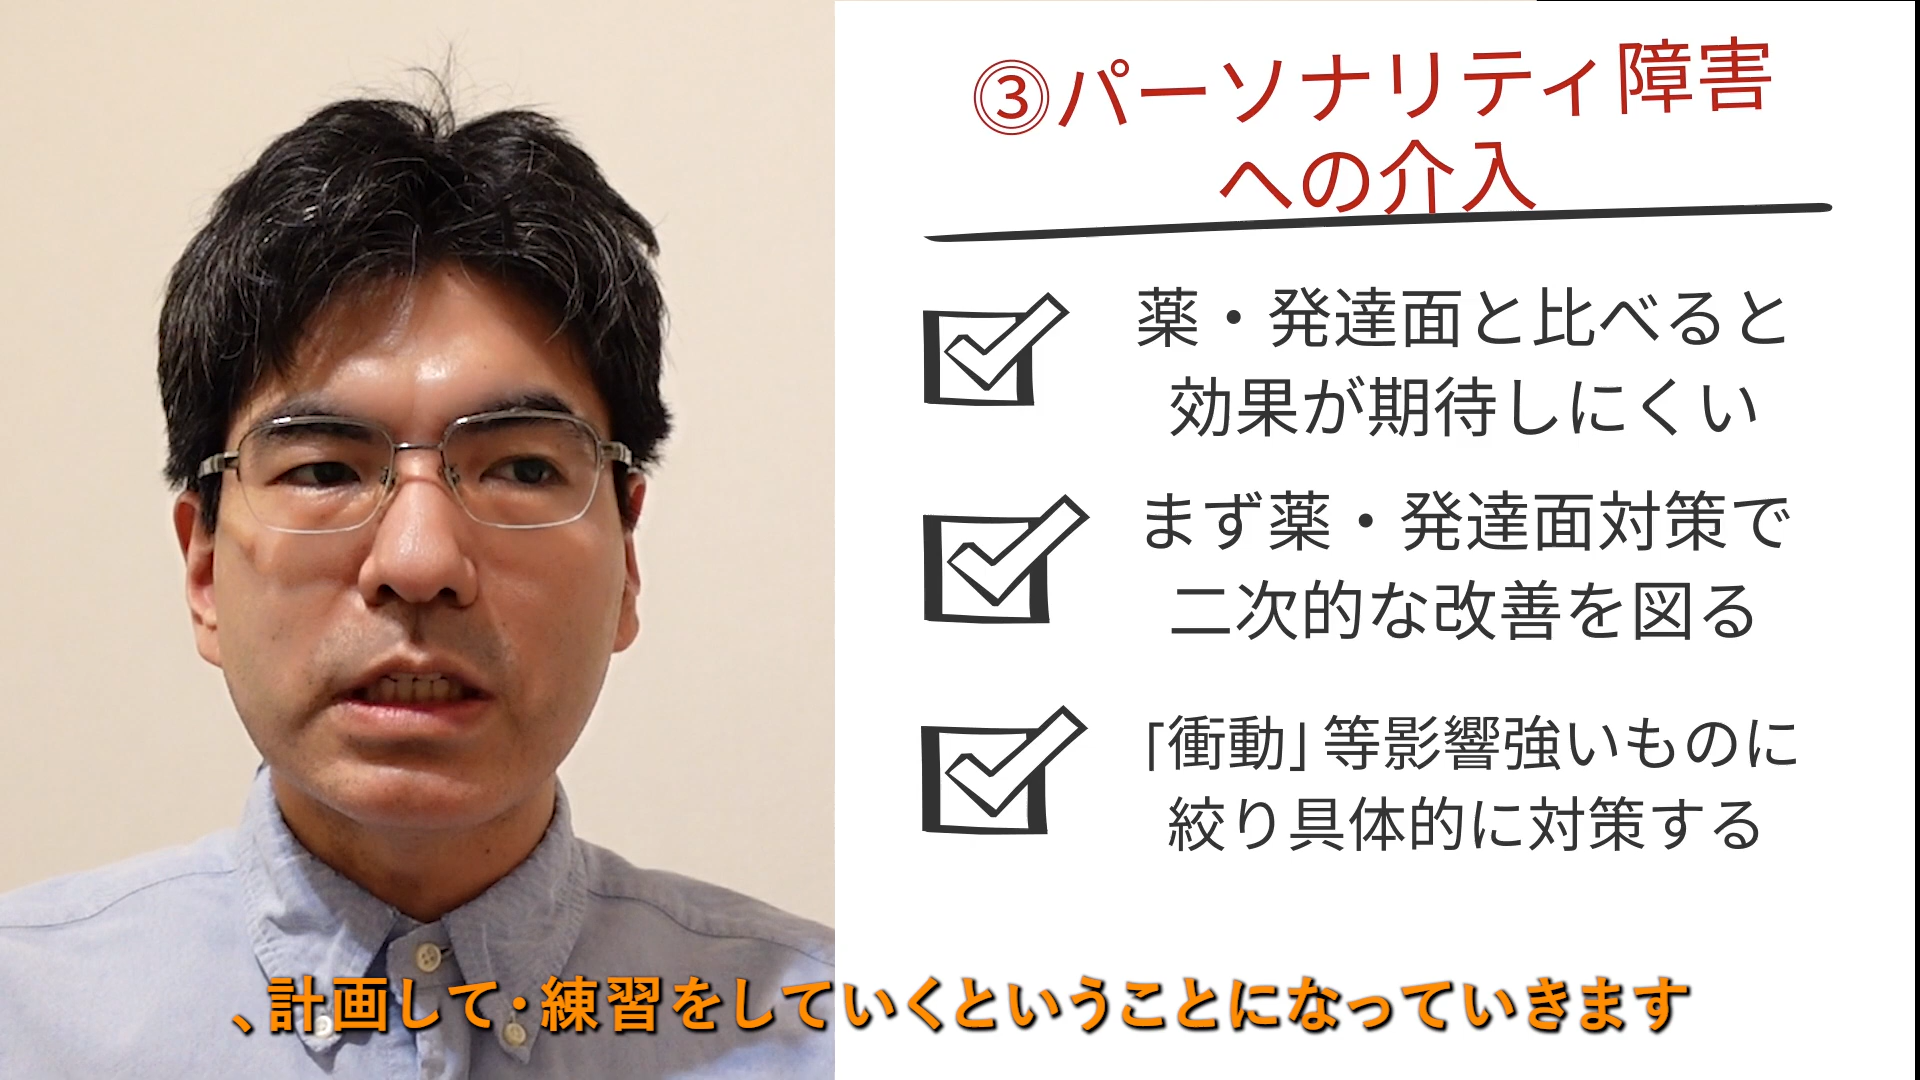 ③パーソナリティ障害
への介入
薬・発達面と比べると
効果が期待しにくい
まず薬・発達面対策で
二次的な改善を図る
「衝動」等影響強いものに
絞り具体的に対策する
、計画して・練習をしていくということになっていきます